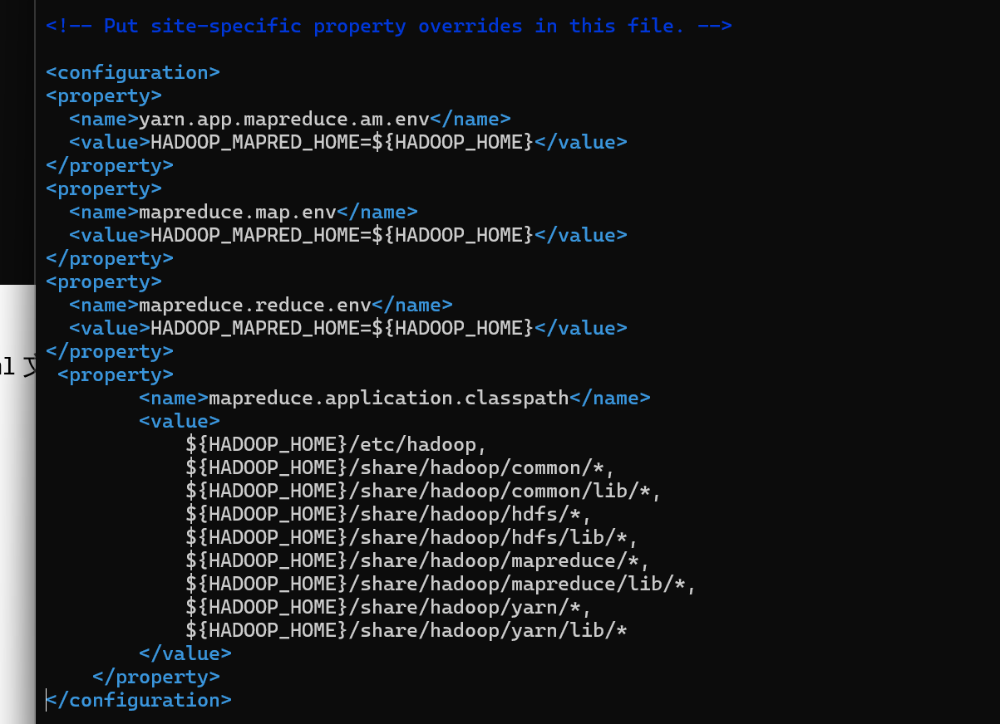 <!-- Put site-specific property overrides in this file. -->
<configuration>
<property>
<name>yarn.app.mapreduce.am.env</name>
<value>HADOOP_MAPRED_HOME=${HADOOP_HOME}</value>
</property>
<property>
<name>mapreduce.map.env</name>
<value>HADOOP_MAPRED_HOME=${HADOOP_HOME}</value>
</property>
<property>
<name>mapreduce.reduce.env</name>
<value>HADOOP_MAPRED_HOME=${HADOOP_HOME}</value>
</property>
<property>
<name>mapreduce.application.classpath</name>
<value>
${HADOOP_HOME}/etc/hadoop,
${HADOOP_HOME}/share/hadoop/common/*,
${HADOOP_HOME}/share/hadoop/common/lib/*,
${HADOOP_HOME}/share/hadoop/hdfs/*,
${HADOOP_HOME}/share/hadoop/hdfs/lib/*,
${HADOOP_HOME}/share/hadoop/mapreduce/*,
${HADOOP_HOME}/share/hadoop/mapreduce/lib/*,
${HADOOP_HOME}/share/hadoop/yarn/*,
${HADOOP_HOME}/share/hadoop/yarn/lib/*
</value>
</property>
</configuration>